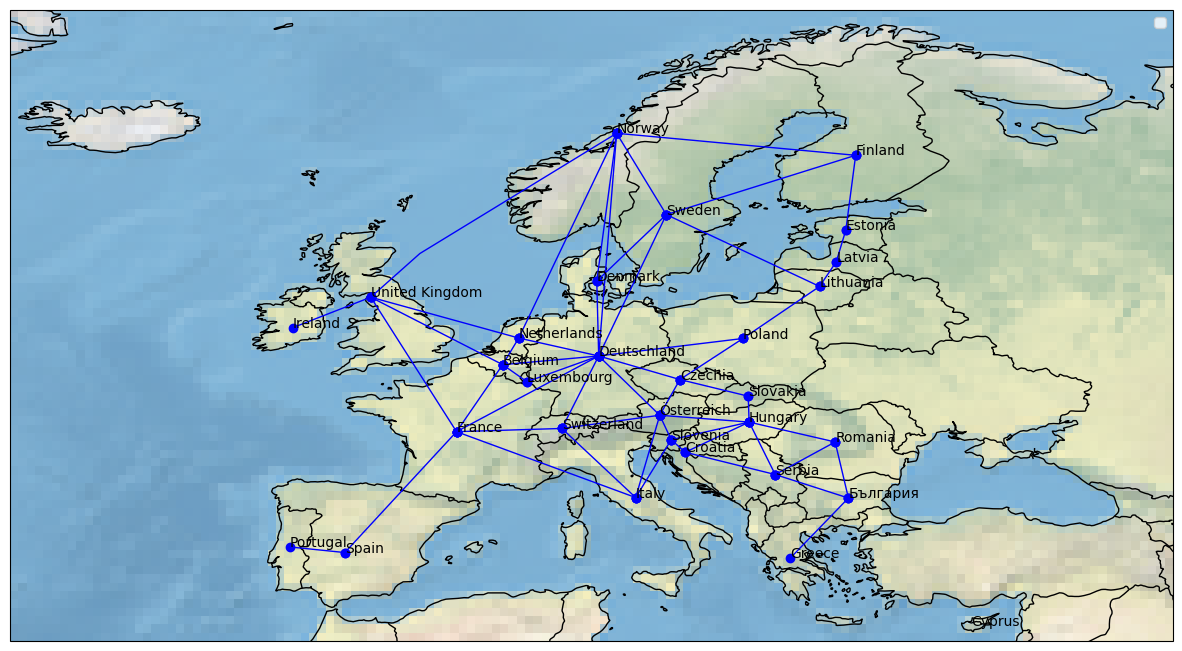 Norway
Finland
Sweden
Estonia
Latvia
Denmark
Lithuania
United Kingdom
Ireland
Netherlands
Poland
Deutschland
Belgium
Luxembourg
Czechia
Slovakia
Österreich
Hungary
France
Switzerland
Slovenia
Romania
Croatia
Serbia
Italy
България
Portugal
Spain
Greece
Cyprus